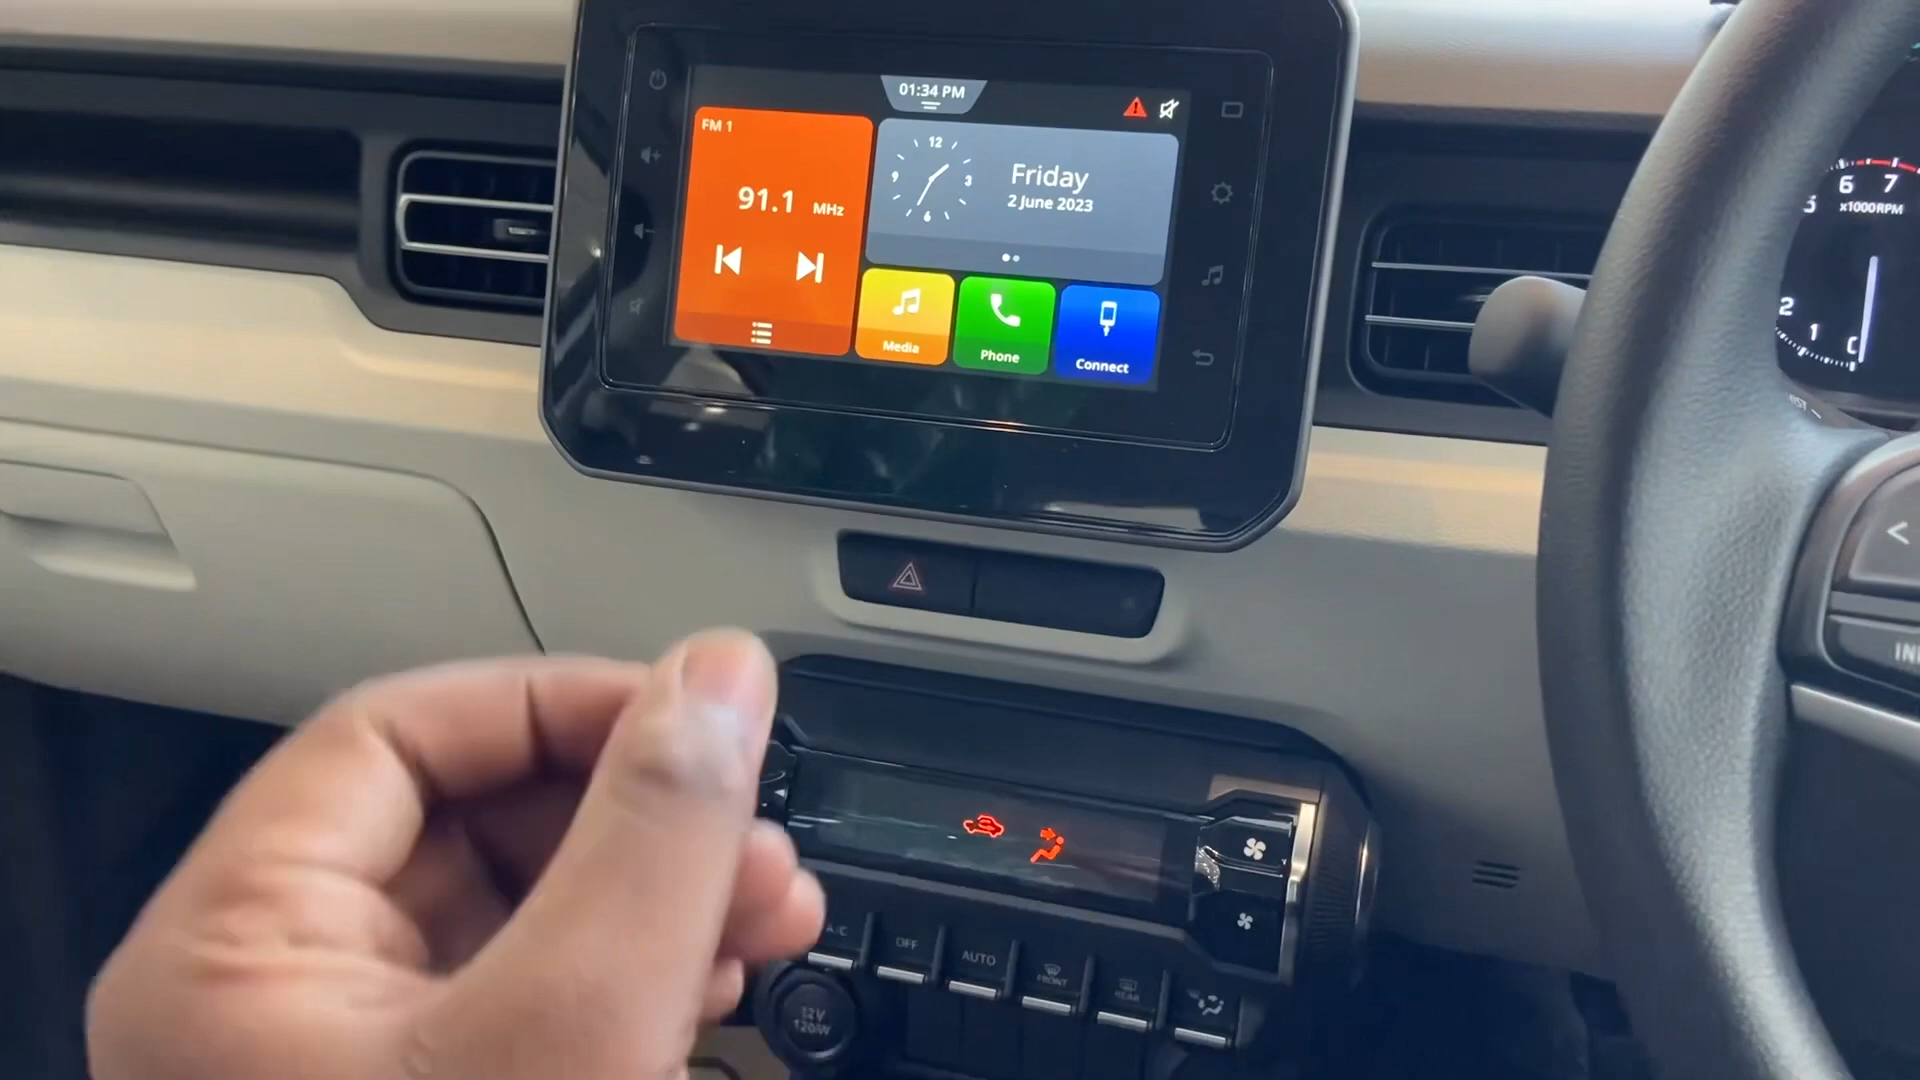 01:34 PM
FM 1
91.1 MHz
12
9
3
6
Friday
2 June 2023
Media
Phone
Connect
6 7
5
x1000RPM
2
1
C
A/C
OFF
AUTO
FRONT
REAR
12V
120W